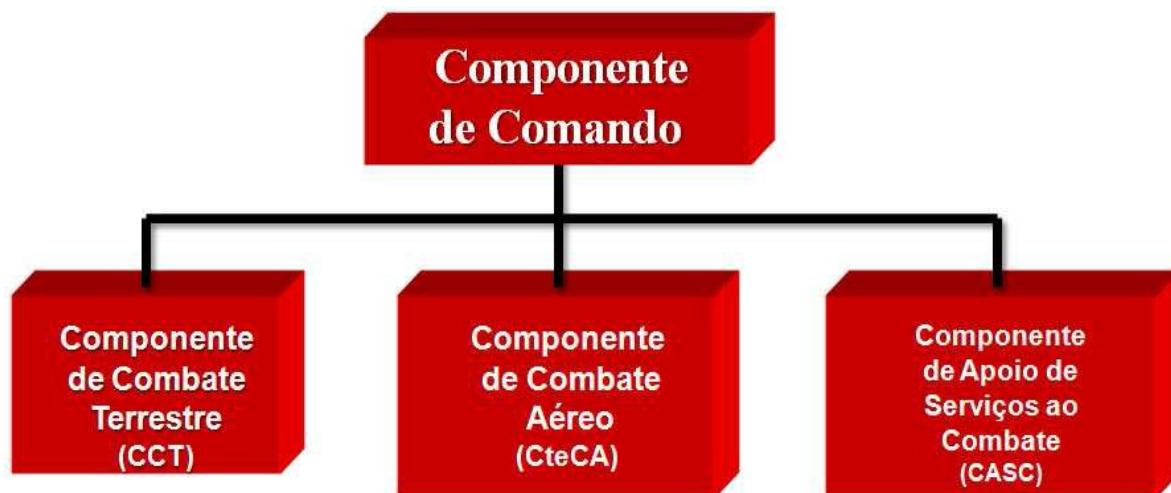 Componente
de Comando
Componente
de Combate
Terrestre
(CCT)
Componente
de Combate
Aéreo
(CteCA)
Componente
de Apoio de
Serviços ao
Combate
(CASC)